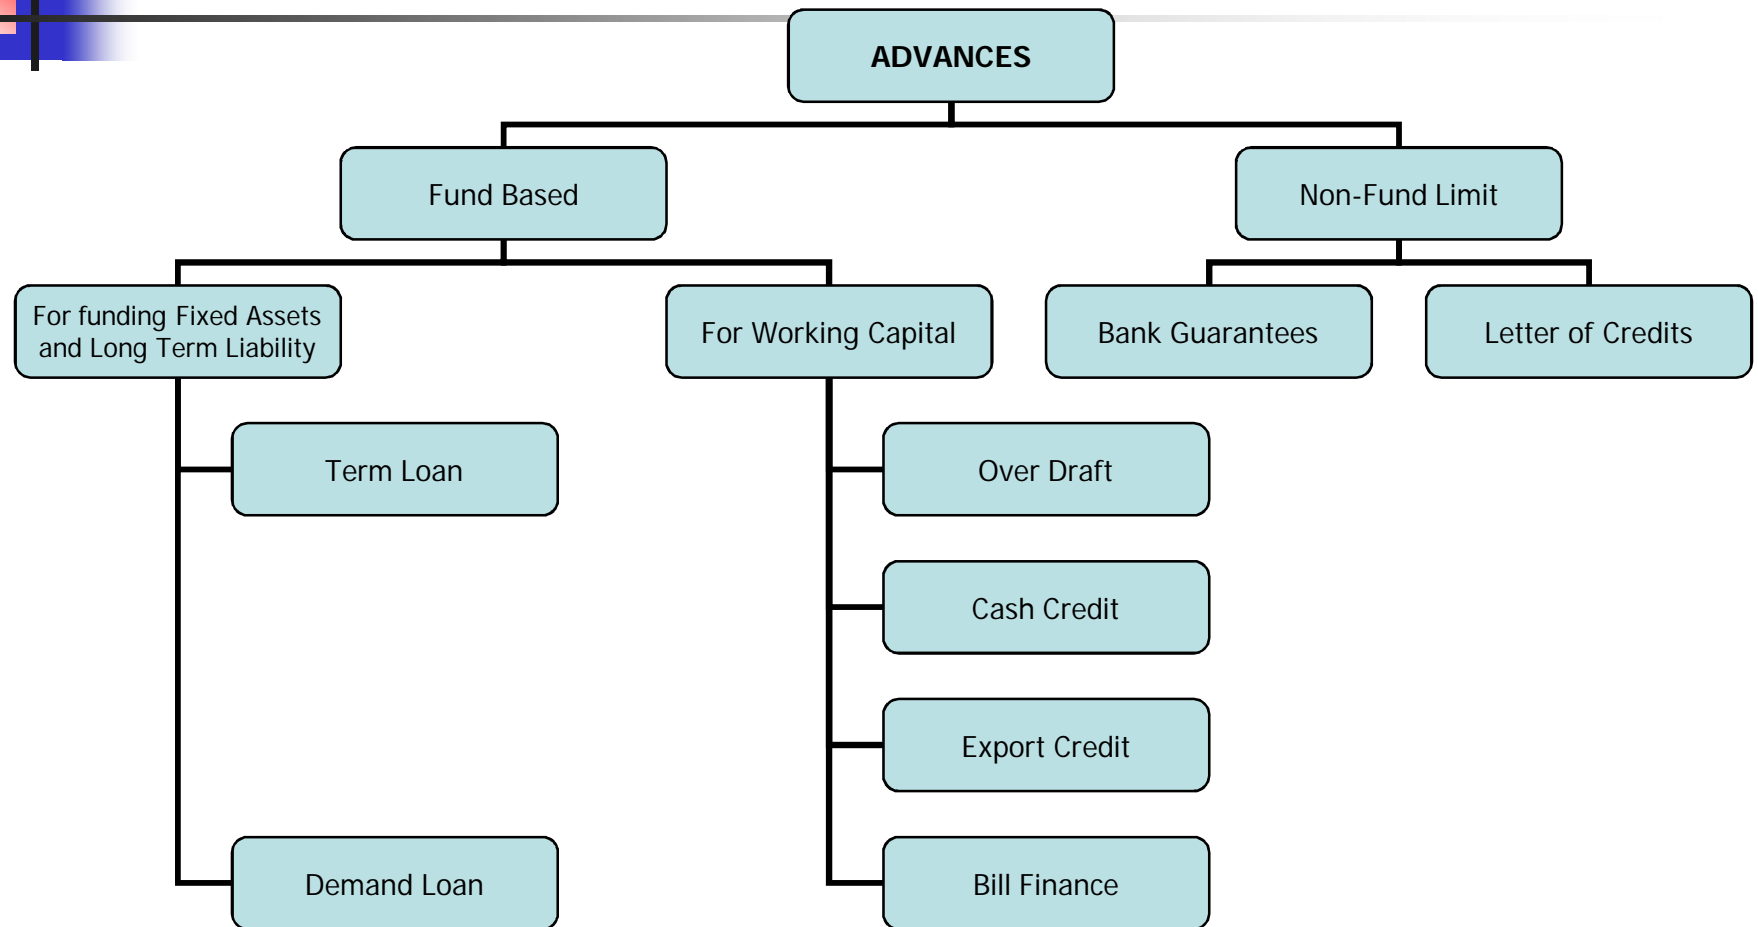 ADVANCES
Fund Based
Non-Fund Limit
For funding Fixed Assets
and Long Term Liability
For Working Capital
Bank Guarantees
Letter of Credits
Term Loan
Over Draft
Cash Credit
Export Credit
Demand Loan
Bill Finance